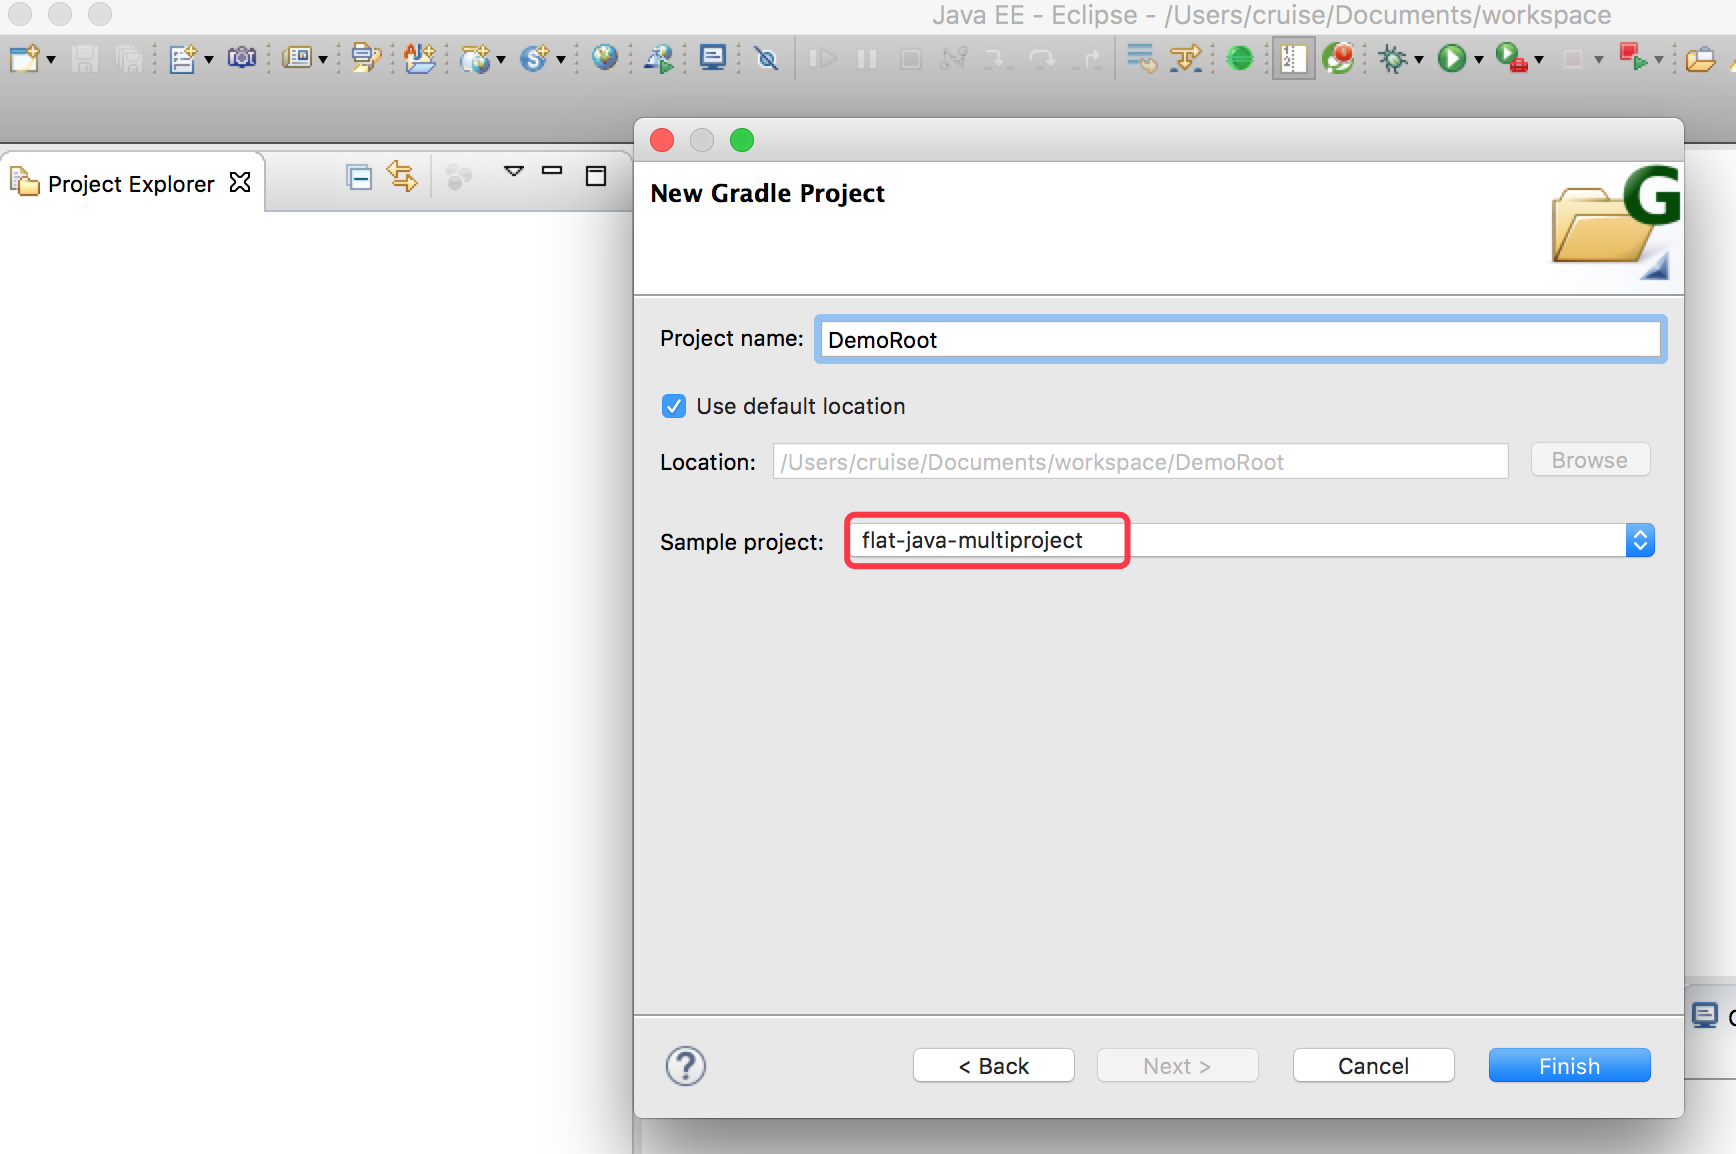 Java EE - Eclipse - /Users/cruise/Documents/workspace
Project Explorer
New Gradle Project
G
Project name: DemoRoot
Use default location
Location: /Users/cruise/Documents/workspace/DemoRoot Browse
Sample project: flat-java-multiproject
? < Back Next > Cancel Finish